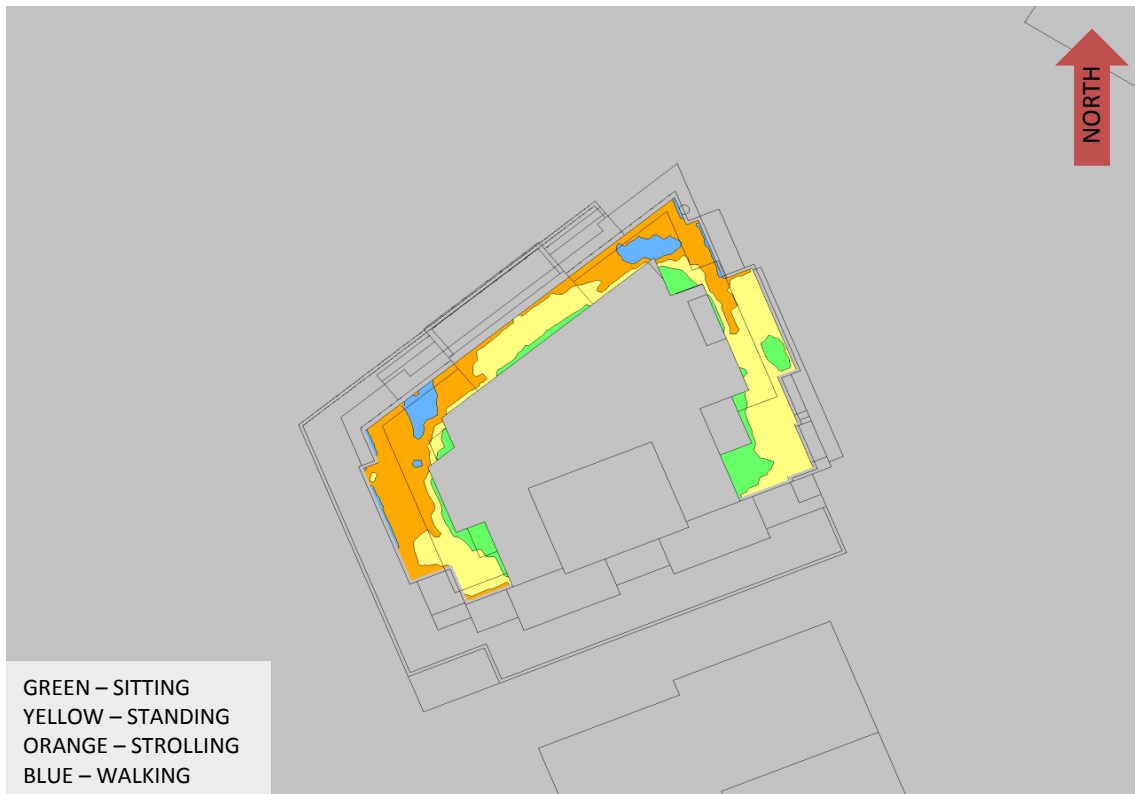 NORTH
GREEN – SITTING
YELLOW – STANDING
ORANGE – STROLLING
BLUE – WALKING